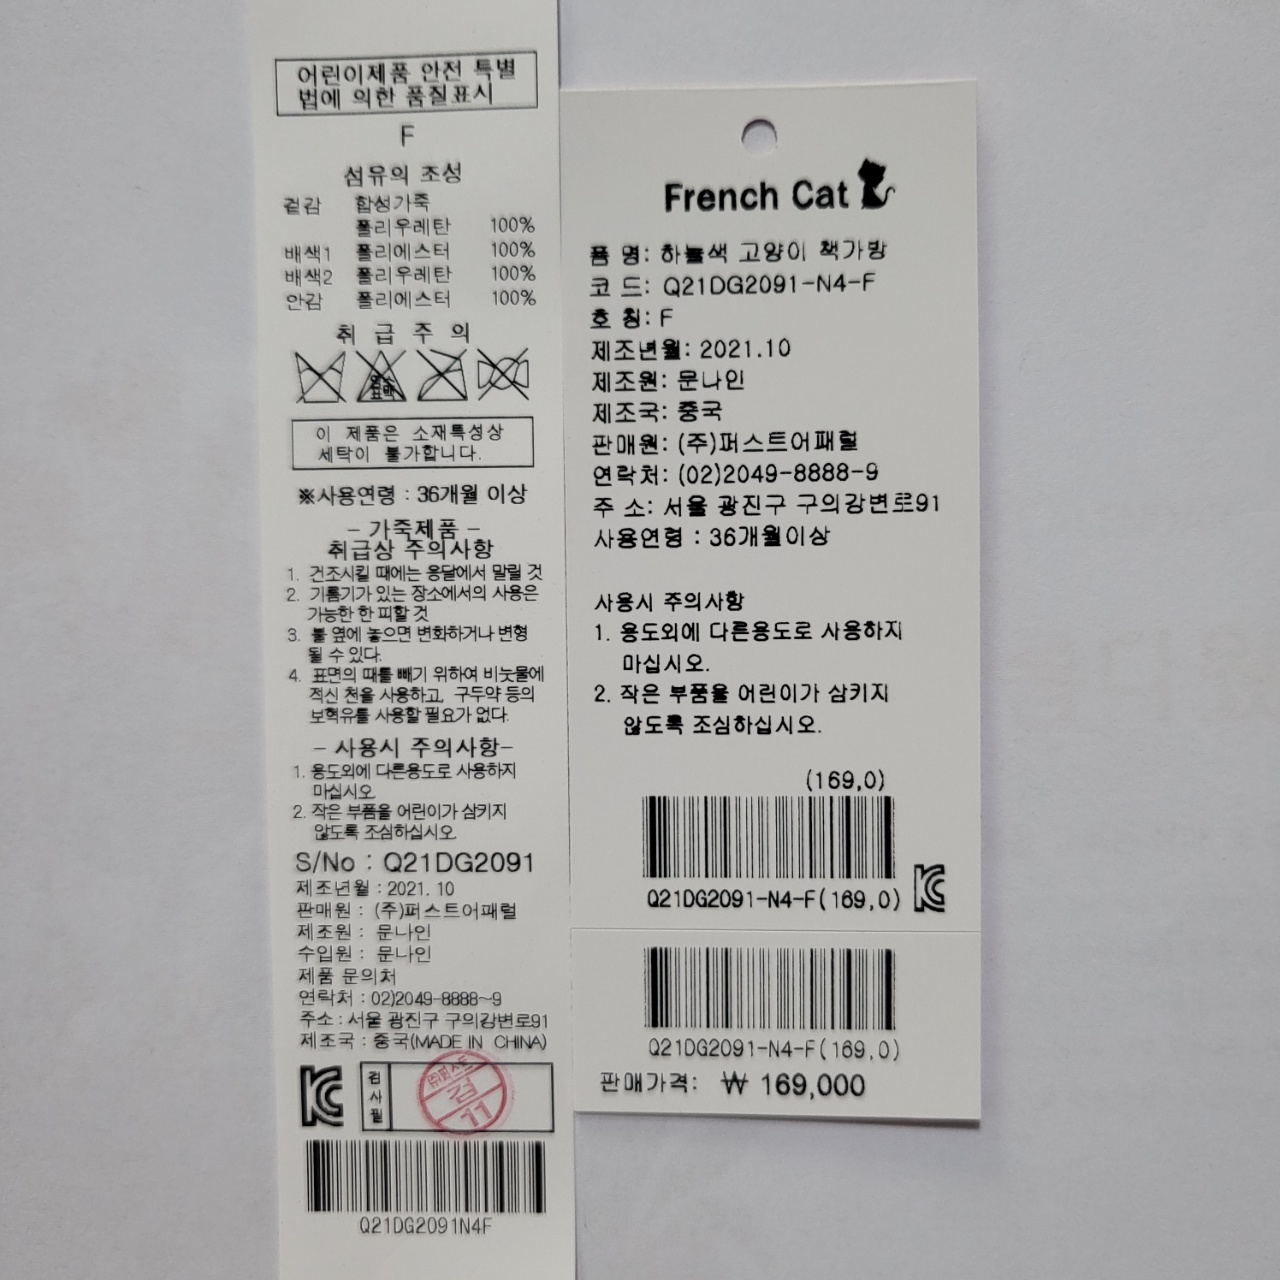 어린이제품 안전 특별
법에 의한 품질표시
F
섬유의 조성
겉감 합성가죽
폴리우레탄 100%
배색1 폴리에스터 100%
배색2 폴리우레탄 100%
안감 폴리에스터 100%
취 급 주 의
염소
표백
이 제품은 소재특성상
세탁이 불가합니다.
※사용연령 : 36개월 이상
- 가죽제품 -
취급상 주의사항
1. 건조시킬 때에는 응달에서 말릴 것
2. 기름기가 있는 장소에서의 사용은
가능한 한 피할 것
3. 불 옆에 놓으면 변화하거나 변형
될 수 있다.
4. 표면의 때를 빼기 위하여 비눗물에
적신 천을 사용하고, 구두약 등의
보혁유를 사용할 필요가 없다.
- 사용시 주의사항-
1. 용도외에 다른용도로 사용하지
마십시오
2. 작은 부품을 어린이가 삼키지
않도록 조심하십시오.
S/No : Q21DG2091
제조년월 : 2021. 10
판매원 : (주)퍼스트어패럴
제조원 : 문나인
수입원 : 문나인
제품 문의처
연락처 : 02)2049-8888~9
주소 : 서울 광진구 구의강변로91
제조국 : 중국(MADE IN CHINA)
검사필
㈜퍼스트
검
11
Q21DG2091N4F
French Cat
품 명: 하늘색 고양이 책가방
코 드: Q21DG2091-N4-F
호 칭: F
제조년월: 2021.10
제조원: 문나인
제조국: 중국
판매원: (주)퍼스트어패럴
연락처: (02)2049-8888-9
주 소: 서울 광진구 구의강변로91
사용연령 : 36개월이상
사용시 주의사항
1. 용도외에 다른용도로 사용하지
마십시오.
2. 작은 부품을 어린이가 삼키지
않도록 조심하십시오.
(169,0)
Q21DG2091-N4-F(169,0)
Q21DG2091-N4-F(169,0)
판매가격: ₩ 169,000